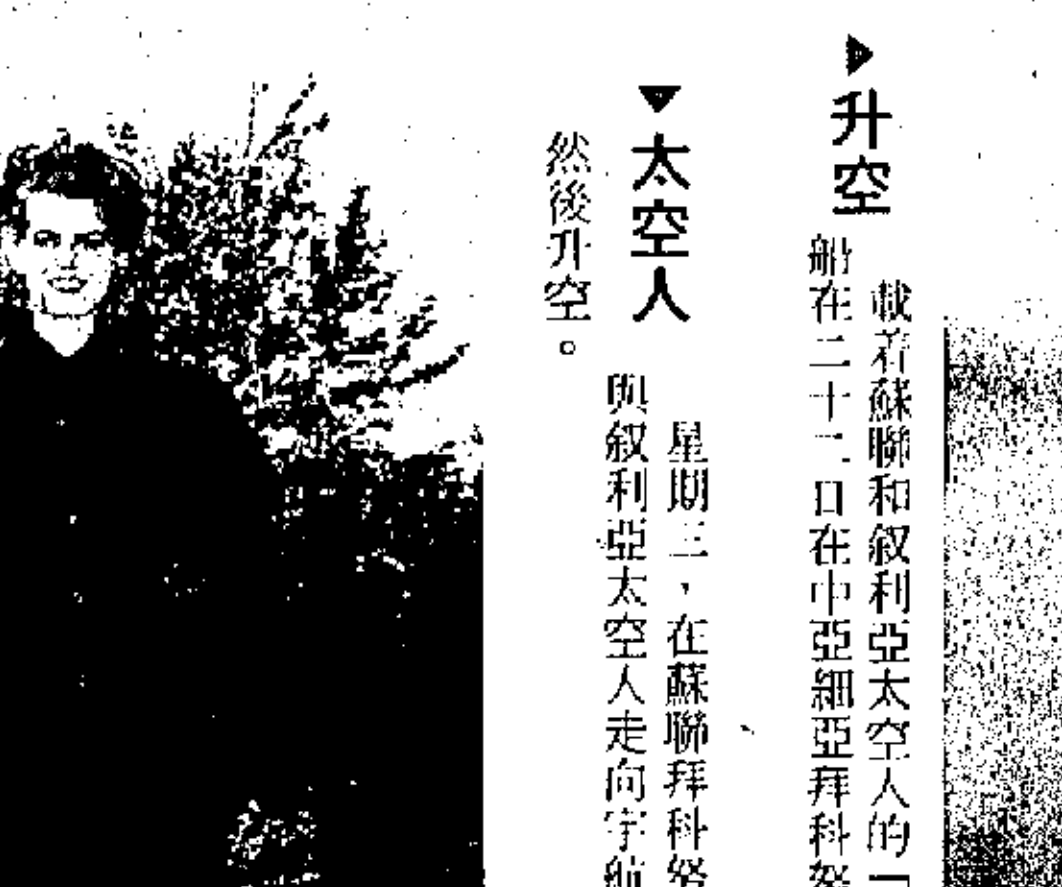 ▶升空
載着蘇聯和叙利亞太空人的「
船在二十二日在中亞細亞拜科努
▼太空人
星期三，在蘇聯拜科努
與叙利亞太空人走向宇航
然後升空。